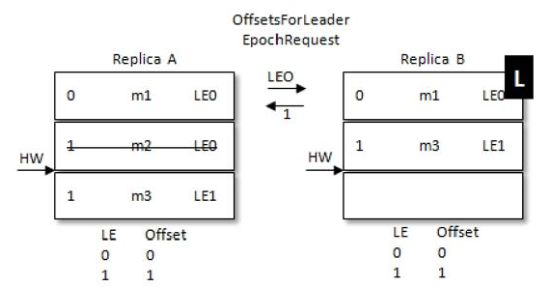 OffsetsForLeader
EpochRequest
Replica A
Replica B
LEO
1
L
0 m1 LE0
1 m2 LE0
1 m3 LE1
HW
0 m1 LE0
1 m3 LE1
HW
LE Offset
0 0
1 1
LE Offset
0 0
1 1